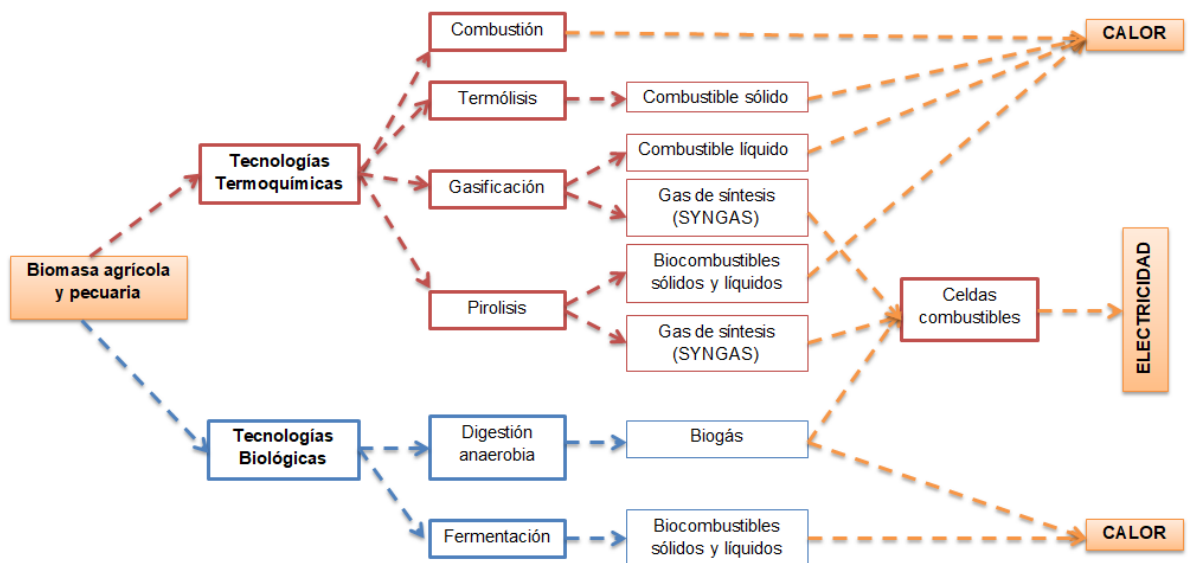 Combustión
CALOR
Termólisis
Combustible sólido
Tecnologías
Termoquímicas
Combustible líquido
Gasificación
Gas de síntesis
(SYNGAS)
Biomasa agrícola
y pecuaria
Biocombustibles
sólidos y líquidos
Pirolisis
Gas de síntesis
(SYNGAS)
Celdas
combustibles
ELECTRICIDAD
Tecnologías
Biológicas
Digestión
anaerobia
Biogás
Fermentación
Biocombustibles
sólidos y líquidos
CALOR